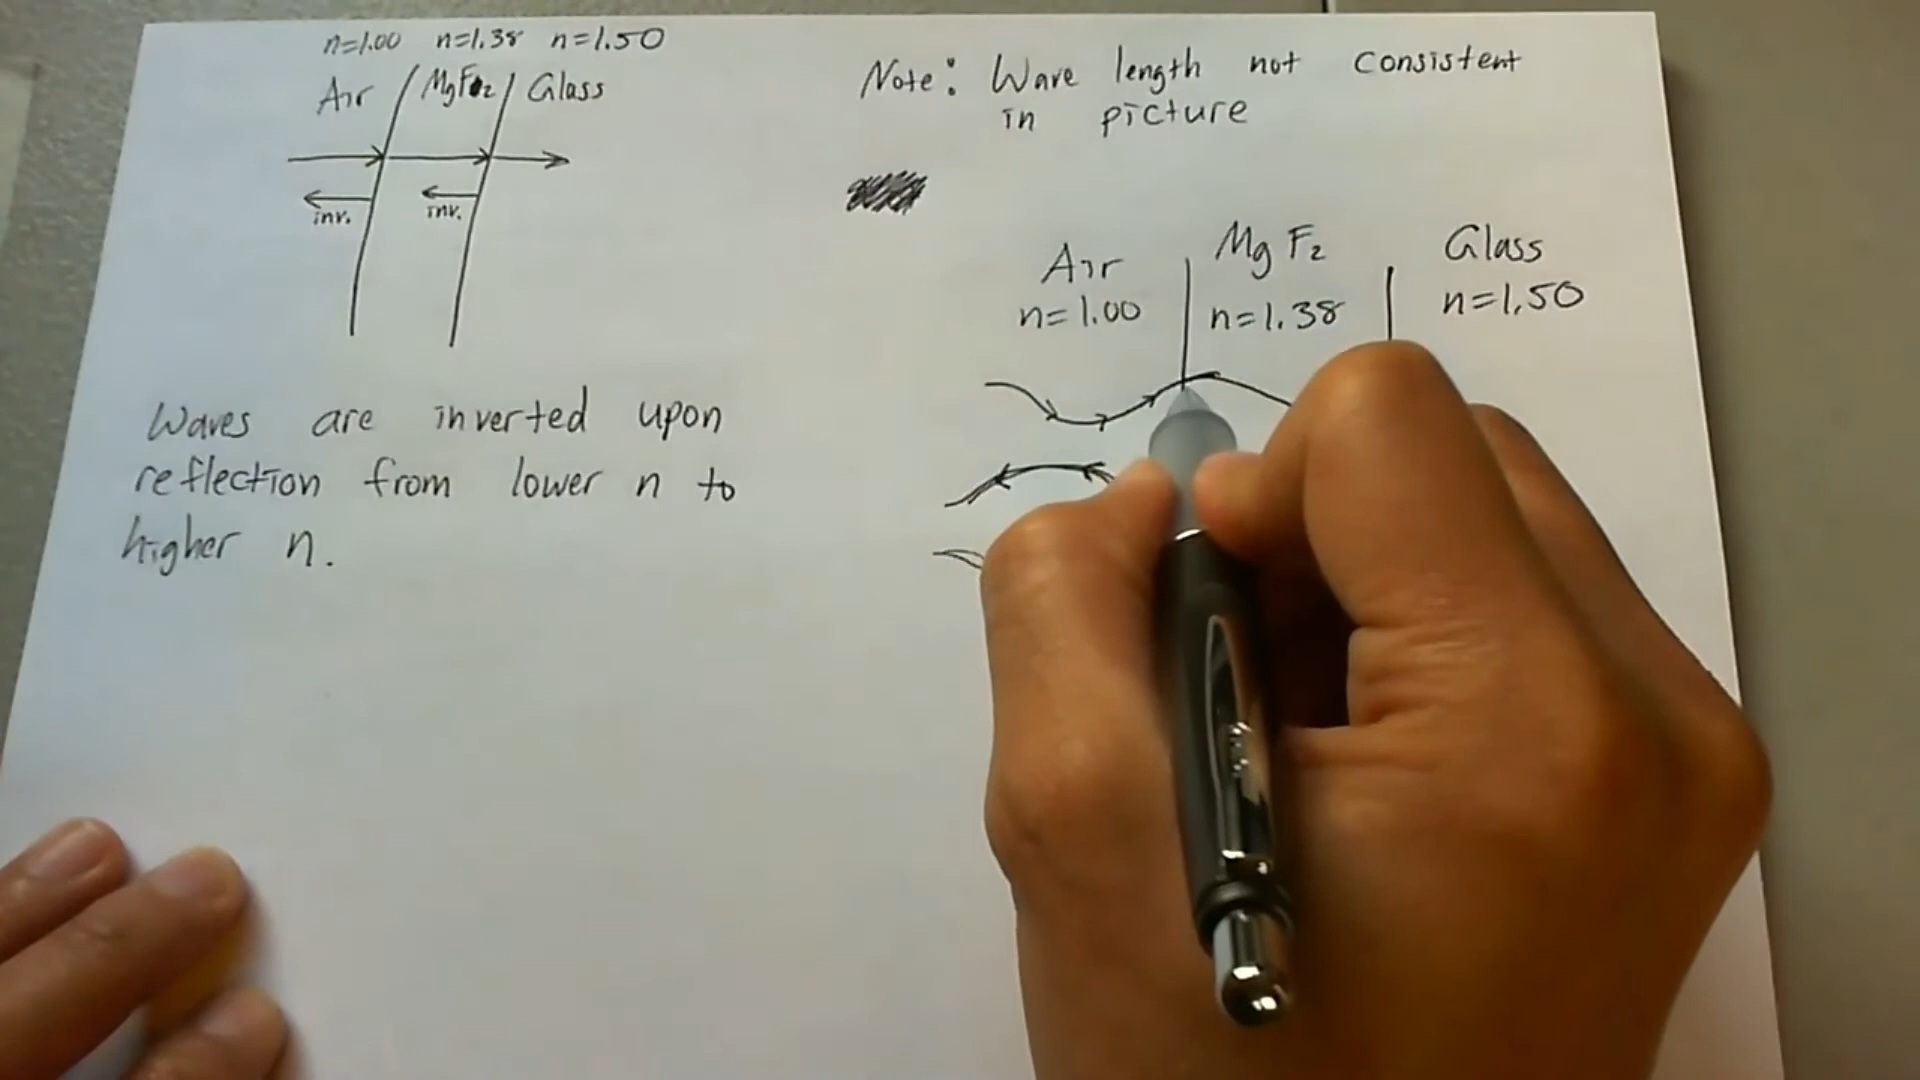 n=1.00 n=1.38 n=1.50
Air MgF2 Glass
inv. inv.
Waves are inverted upon
reflection from lower n to
higher n.
Note: Wave length not consistent
in picture
Air MgF2 Glass
n=1.00 n=1.38 n=1.50